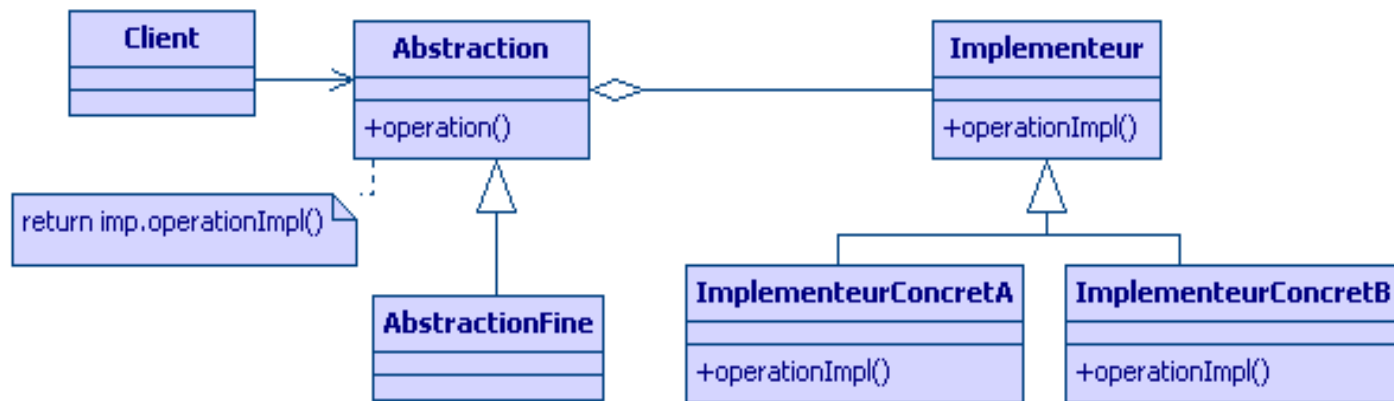 Client
Abstraction
+operation()
Implementeur
+operationImpl()
return imp.operationImpl()
AbstractionFine
ImplementeurConcretA
+operationImpl()
ImplementeurConcretB
+operationImpl()